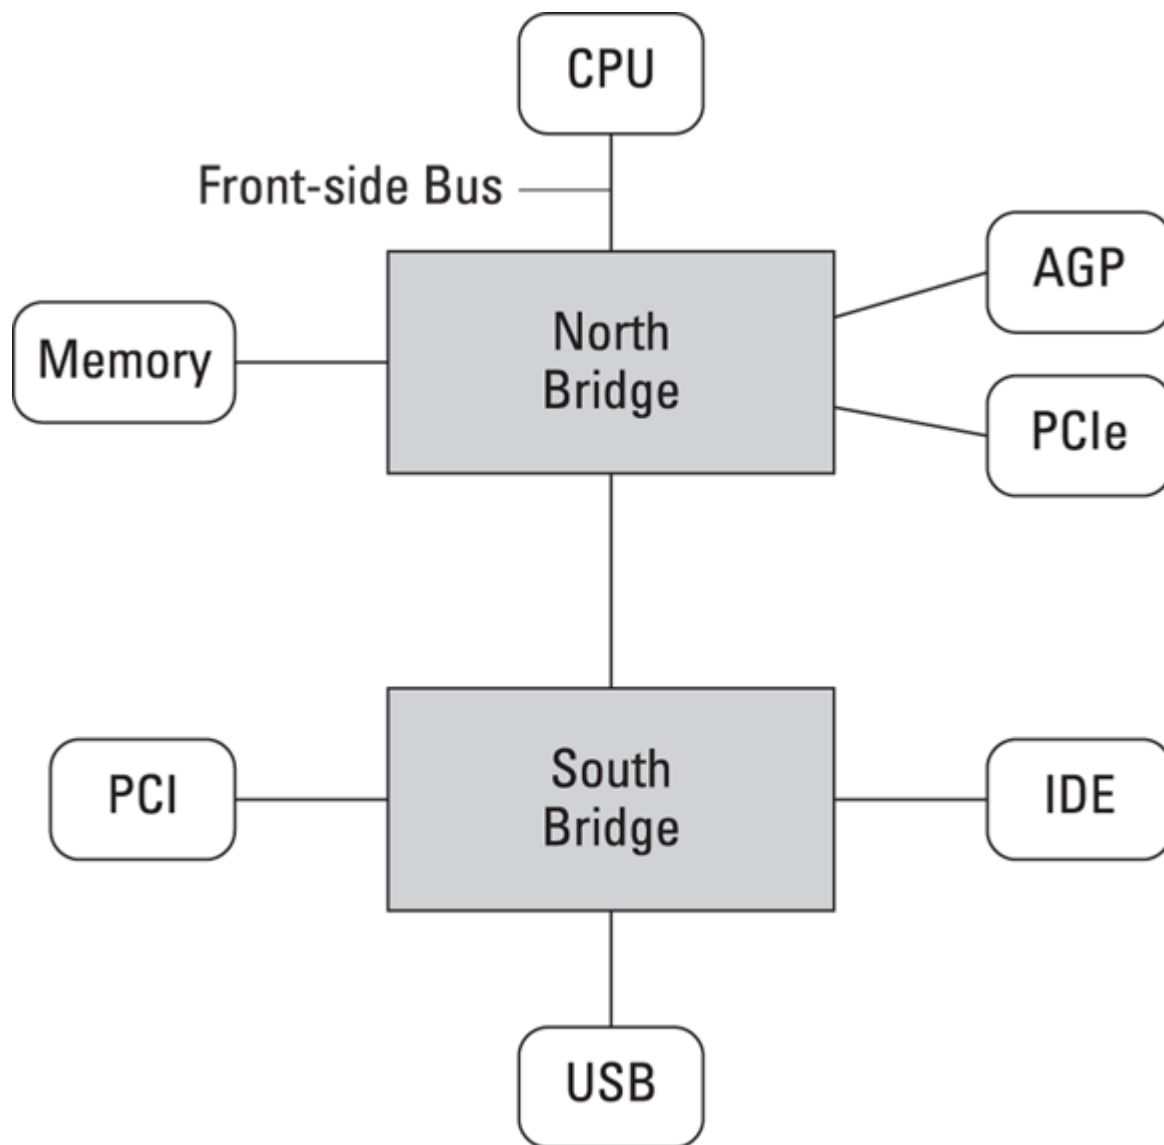 CPU
Front-side Bus
AGP
North
Bridge
Memory
PCIe
South
Bridge
PCI
IDE
USB